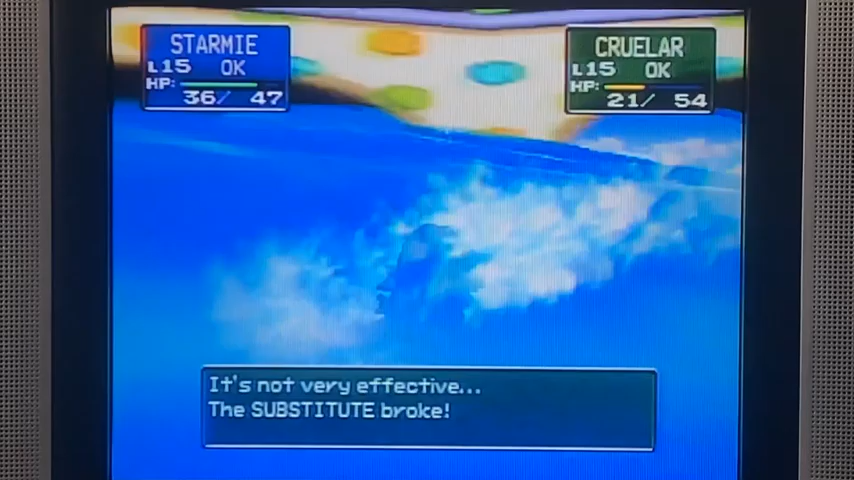 STARMIE
L15 OK
HP:
36/ 47
CRUELAR
L15 OK
HP:
21/ 54
It's not very effective...
The SUBSTITUTE broke!